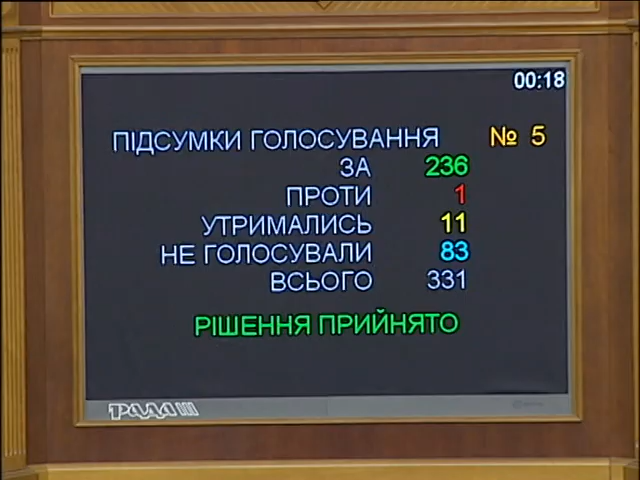 00:18
ПІДСУМКИ ГОЛОСУВАННЯ № 5
ЗА 236
ПРОТИ 1
УТРИМАЛИСЬ 11
НЕ ГОЛОСУВАЛИ 83
ВСЬОГО 331
РІШЕННЯ ПРИЙНЯТО
РАДА III